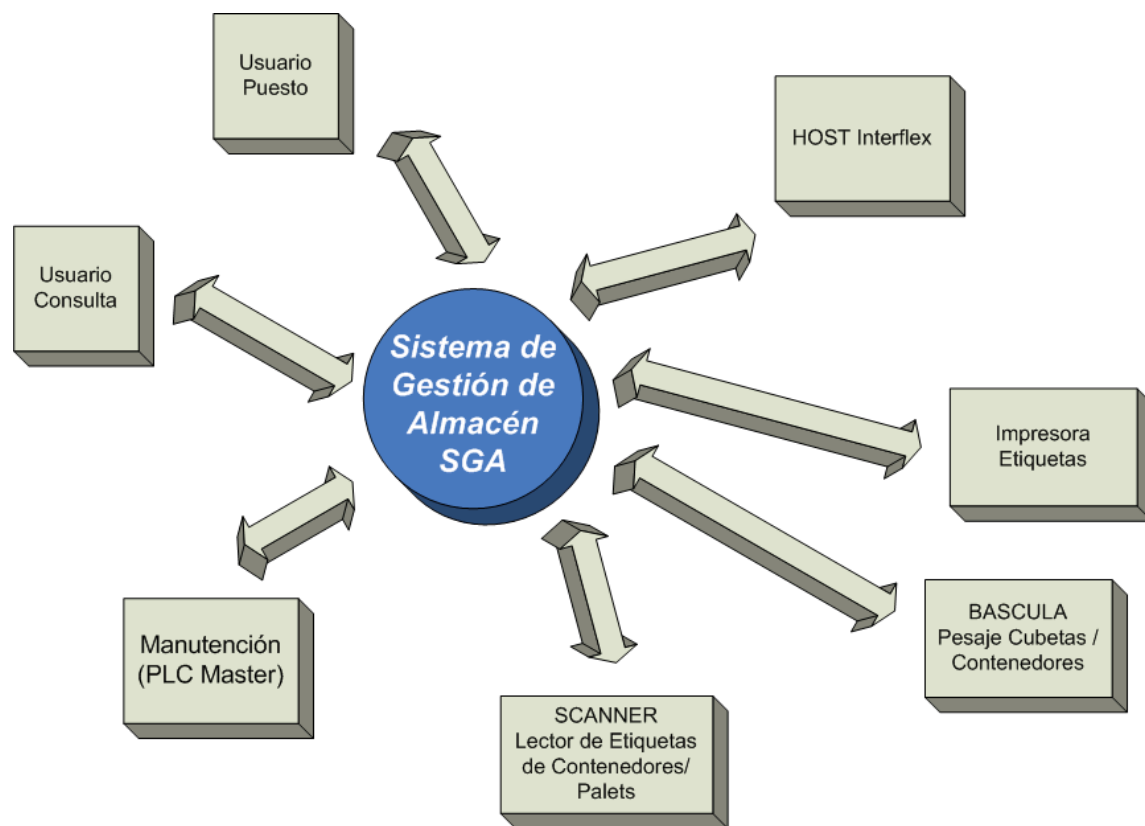 Usuario
Puesto
HOST Interflex
Usuario
Consulta
Sistema de
Gestión de
Almacén
SGA
Impresora
Etiquetas
BASCULA
Pesaje Cubetas /
Contenedores
Manutención
(PLC Master)
SCANNER
Lector de Etiquetas
de Contenedores/
Palets